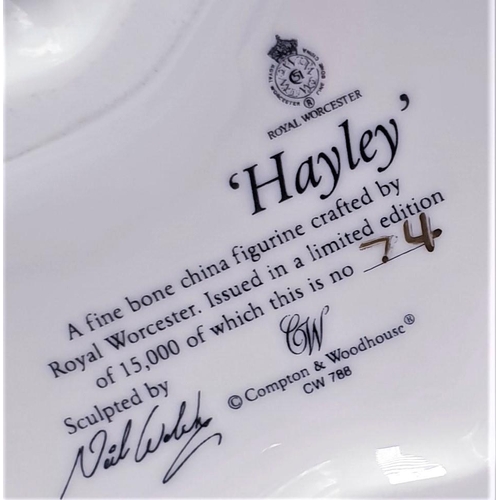 ROYAL WORCESTER
'Hayley'
A fine bone china figurine crafted by
Royal Worcester. Issued in a limited edition
of 15,000 of which this is no 74
Sculpted by
CW
© Compton & Woodhouse®
CW 788